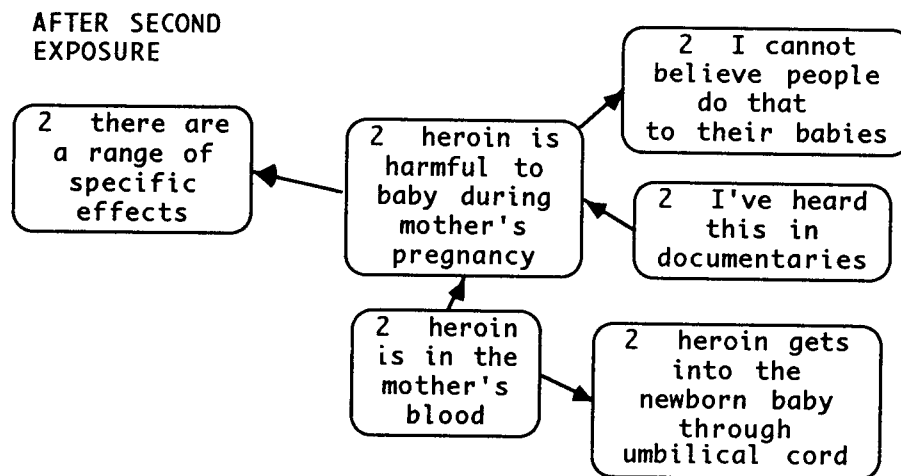 AFTER SECOND
EXPOSURE
2 I cannot
believe people
do that
to their babies
2 there are
a range of
specific
effects
2 heroin is
harmful to
baby during
mother's
pregnancy
2 I've heard
this in
documentaries
2 heroin
is in the
mother's
blood
2 heroin gets
into the
newborn baby
through
umbilical cord